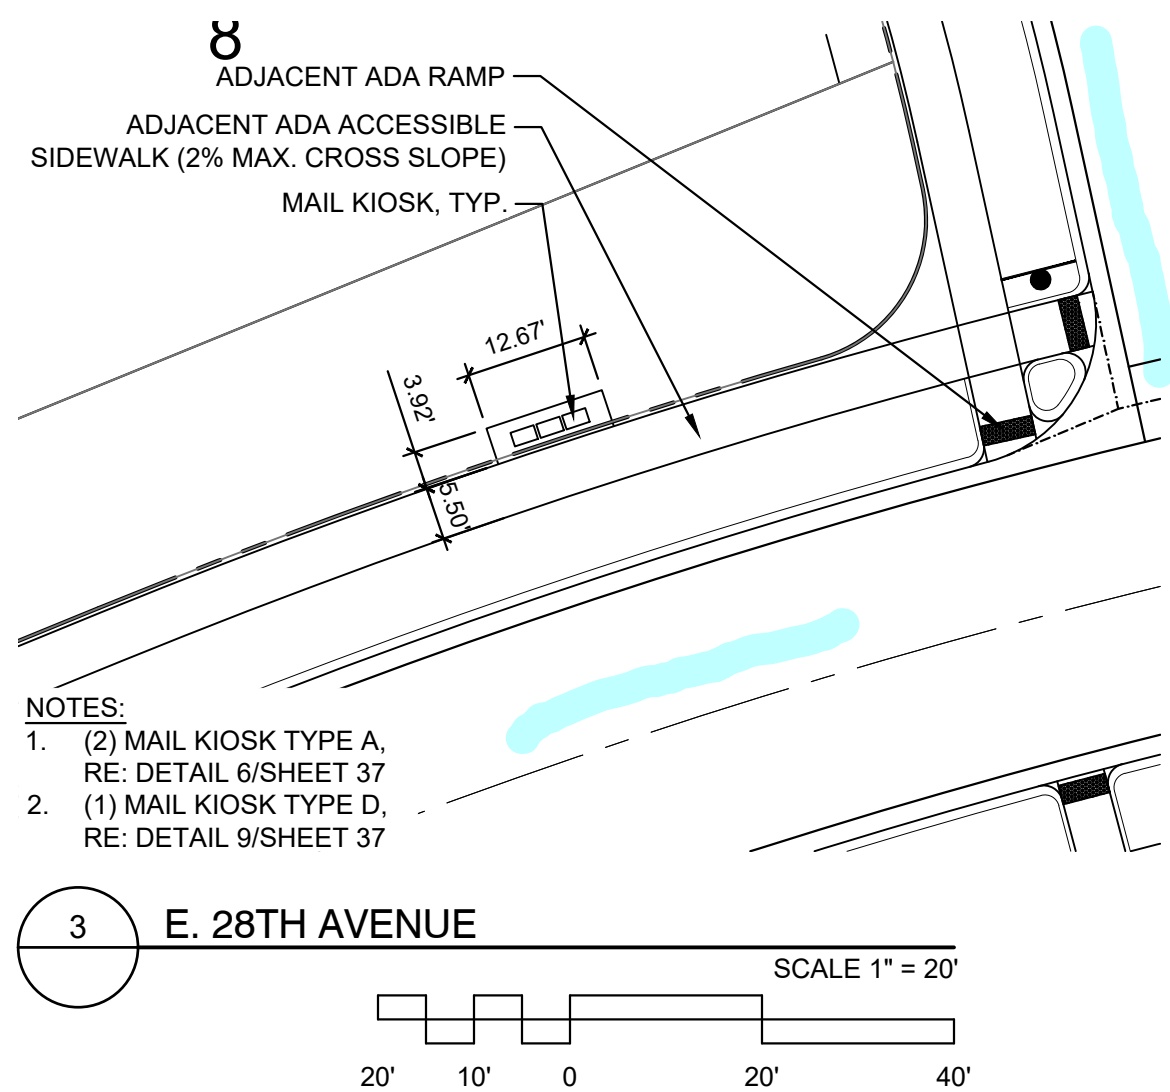 8
ADJACENT ADA RAMP
ADJACENT ADA ACCESSIBLE
SIDEWALK (2% MAX. CROSS SLOPE)
MAIL KIOSK, TYP.
12.67'
3.92'
5.50'
NOTES:
1. (2) MAIL KIOSK TYPE A,
RE: DETAIL 6/SHEET 37
2. (1) MAIL KIOSK TYPE D,
RE: DETAIL 9/SHEET 37
3 E. 28TH AVENUE
SCALE 1" = 20'
20' 10' 0 20' 40'